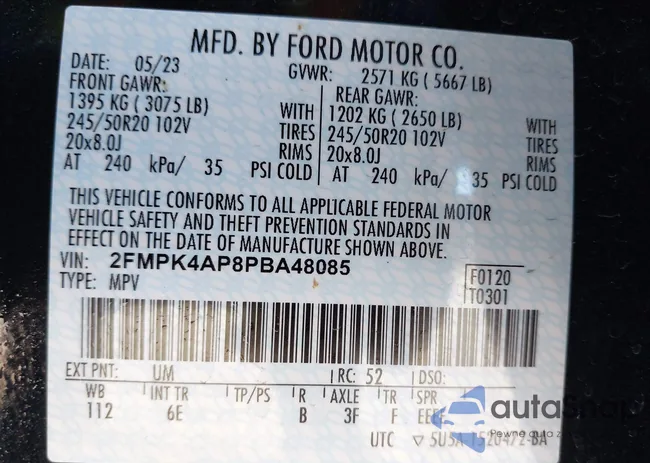 MFD. BY FORD MOTOR CO.
DATE: 05/23 GVWR: 2571 KG ( 5667 LB)
FRONT GAWR: REAR GAWR:
1395 KG ( 3075 LB) WITH 1202 KG ( 2650 LB) WITH
245/50R20 102V TIRES 245/50R20 102V TIRES
20x8.0J RIMS 20x8.0J RIMS
AT 240 kPa/ 35 PSI COLD AT 240 kPa/ 35 PSI COLD
THIS VEHICLE CONFORMS TO ALL APPLICABLE FEDERAL MOTOR
VEHICLE SAFETY AND THEFT PREVENTION STANDARDS IN
EFFECT ON THE DATE OF MANUFACTURE SHOWN ABOVE.
VIN: 2FMPK4AP8PBA48085 F0120
TYPE: MPV T0301
EXT PNT: UM RC: 52 DSO:
WB INT TR TP/PS R AXLE TR SPR
112 6E B 3F F
UTC ▽ 5U5A-1520472-BA
autoSnap
Pewne auto z